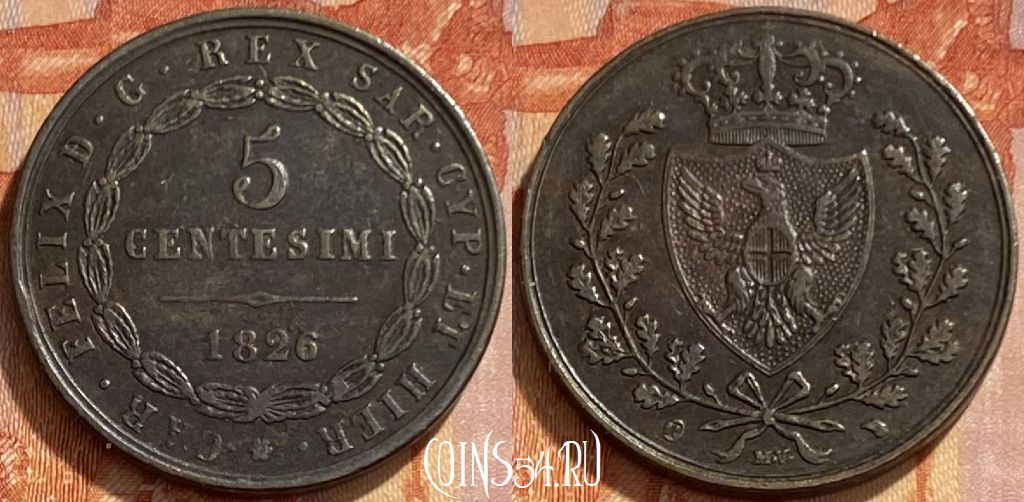 CAR · FELIX D · G · REX SAR · CYP · ET HIER ·
5
CENTESIMI
1826
P
COINS54.RU